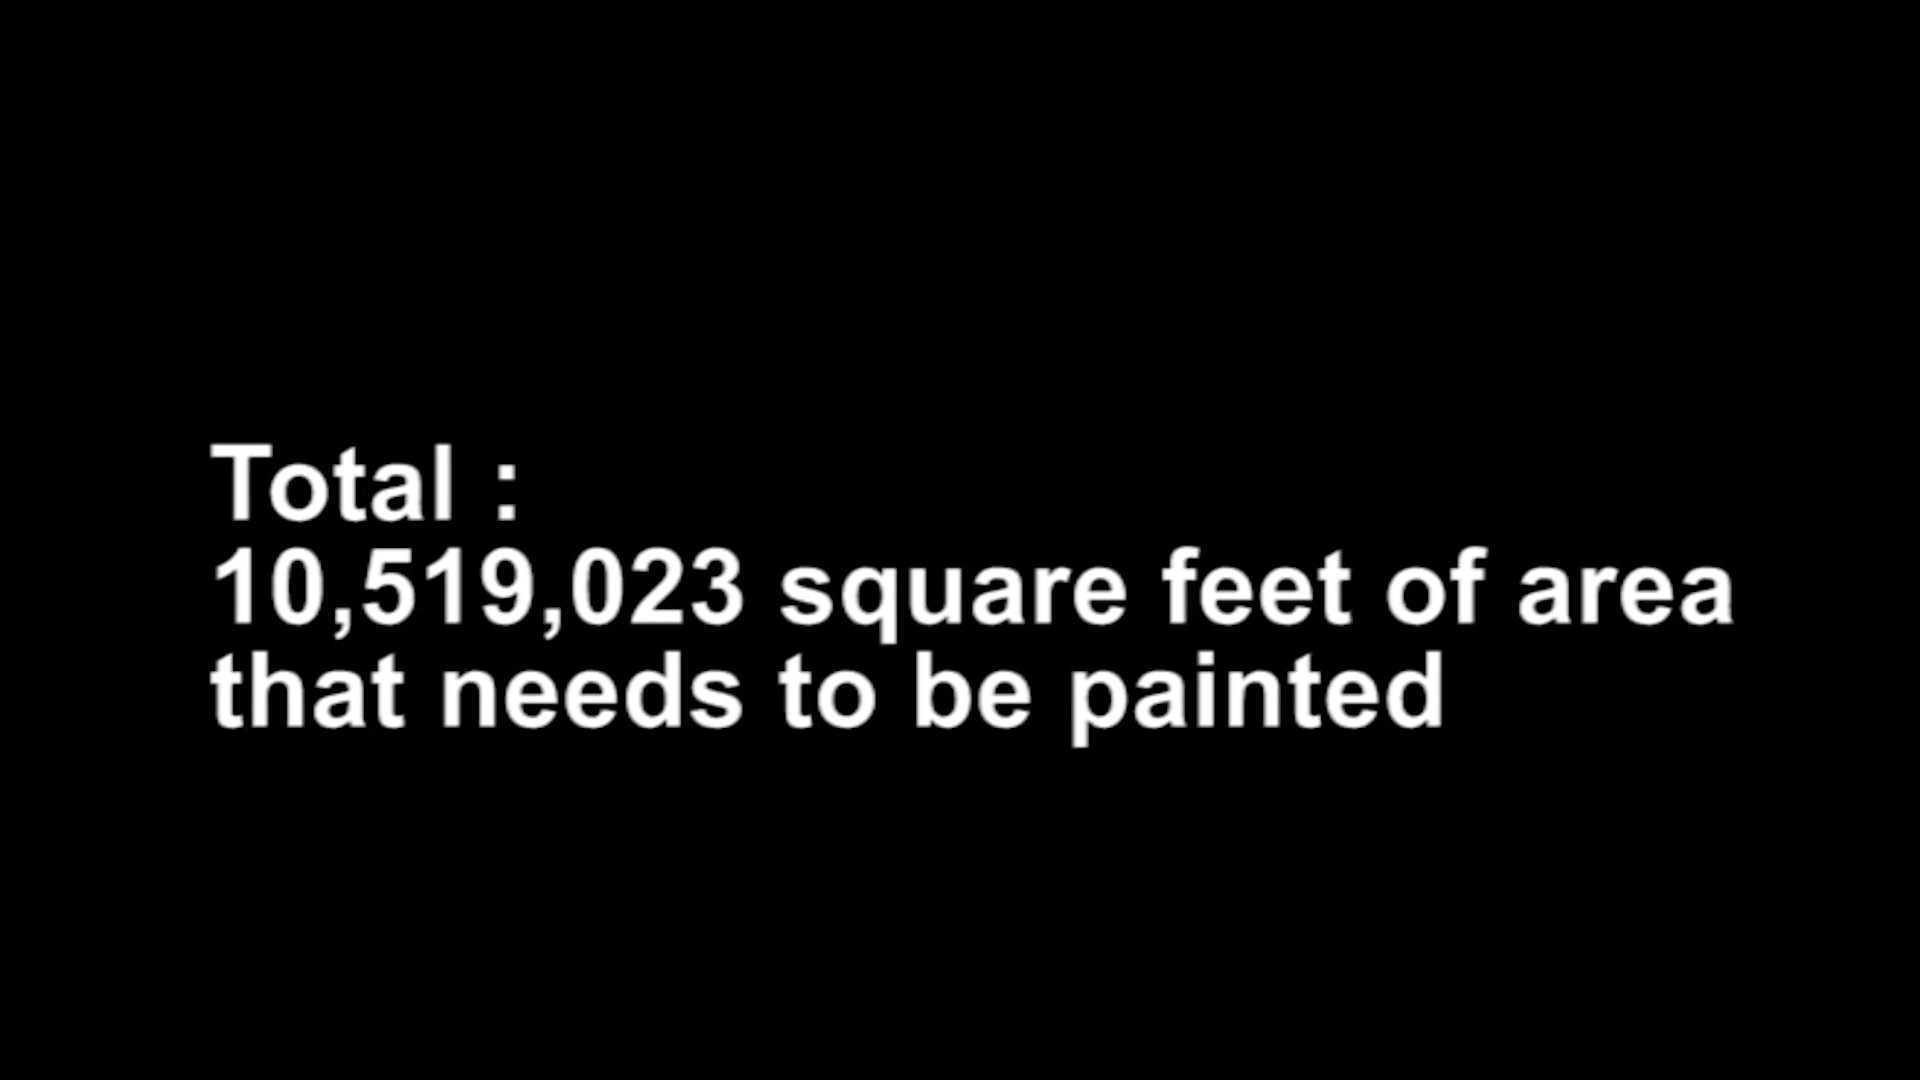 Total :
10,519,023 square feet of area
that needs to be painted